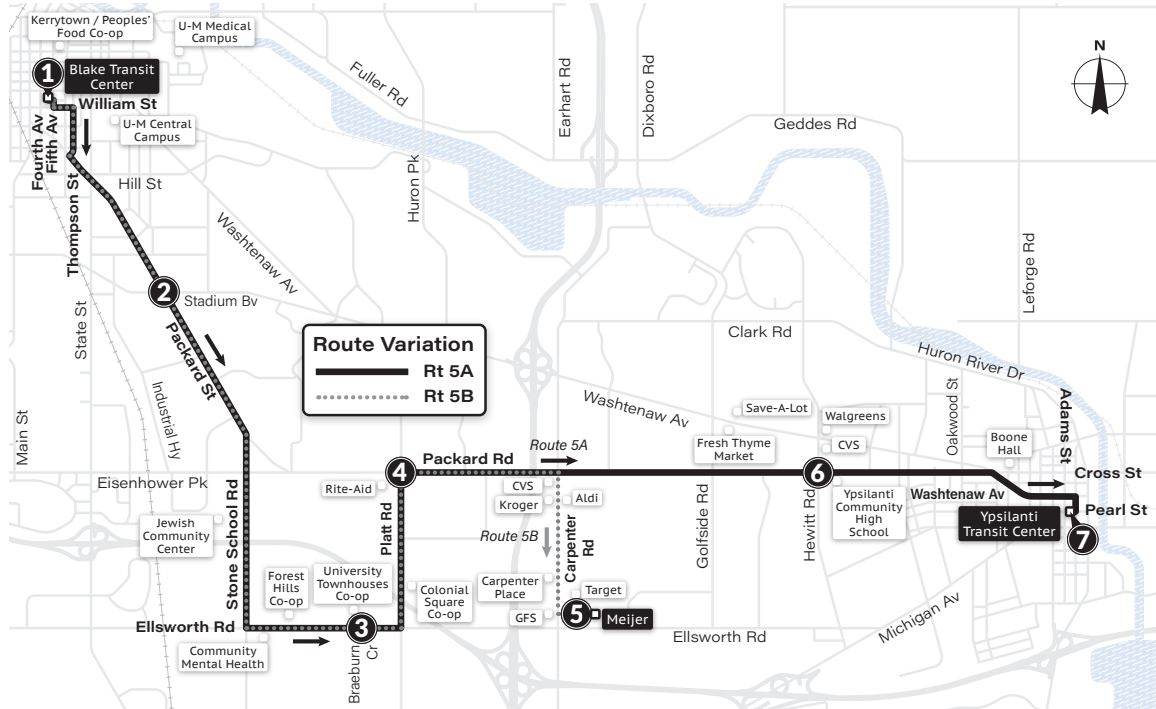 Kerrytown / Peoples'
Food Co-op
U-M Medical
Campus
1
Blake Transit
Center
William St
U-M Central
Campus
Fourth Av
Fifth Av
Thompson St
Hill St
Fuller Rd
Huron Pk
Earhart Rd
Dixboro Rd
Geddes Rd
N
Washtenaw Av
2
Stadium Bv
State St
Packard St
Industrial Hy
Main St
Route Variation
Rt 5A
Rt 5B
Leforge Rd
Clark Rd
Huron River Dr
Washtenaw Av
Save-A-Lot
Walgreens
Fresh Thyme
Market
CVS
Oakwood St
Boone
Hall
Adams St
Cross St
Eisenhower Pk
Rite-Aid
4
Packard Rd
Route 5A
CVS
Kroger
Aldi
6
Washtenaw Av
Pearl St
Ypsilanti
Community
High
School
Ypsilanti
Transit Center
7
Jewish
Community
Center
Stone School Rd
Platt Rd
Route 5B
Carpenter
Rd
Golfside Rd
Hewitt Rd
Forest
Hills
Co-op
University
Townhouses
Co-op
Colonial
Square
Co-op
Carpenter
Place
GFS
Target
5
Meijer
Michigan Av
Ellsworth Rd
3
Ellsworth Rd
Community
Mental Health
Braeburn
Cr